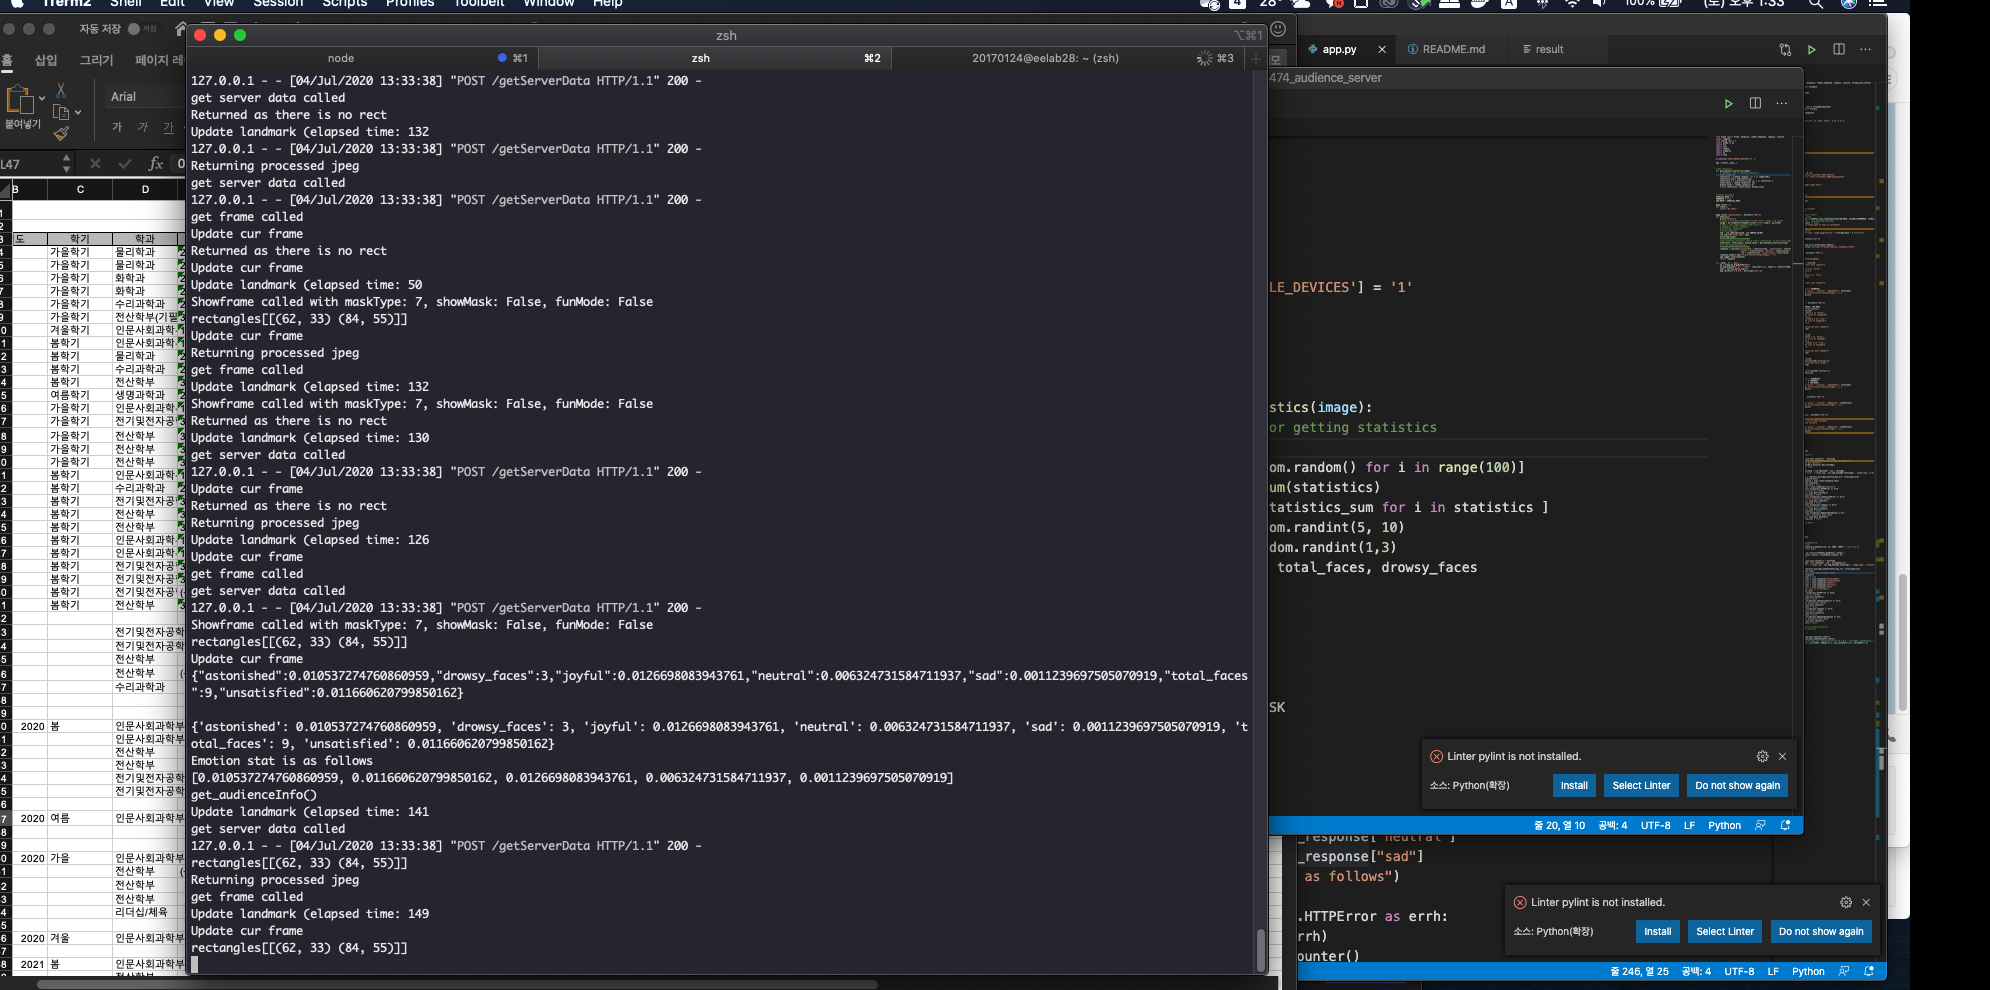 iTerm2 Shell Edit View Session Scripts Profiles Toolbelt Window Help
100% (토) 오후 1:33
자동 저장
홈 삽입 그리기
붙여넣기
Arial
가 가 가
L47
fx
B C D
도 학기 학과
가을학기 물리학과
가을학기 물리학과
가을학기 화학과
가을학기 화학과
가을학기 수리과학과
가을학기 전산학부(기필
겨울학기 인문사회과학
봄학기 인문사회과학
봄학기 물리학과
봄학기 수리과학과
봄학기 전산학부
여름학기 생명과학과
가을학기 인문사회과학
가을학기 전기및전자공
가을학기 전산학부
가을학기 전산학부
가을학기 전산학부
봄학기 인문사회과학
봄학기 수리과학과
봄학기 전기및전자공
봄학기 전산학부
봄학기 전산학부
봄학기 인문사회과학
봄학기 인문사회과학
봄학기 전기및전자공
봄학기 전기및전자공
봄학기 전기및전자공
봄학기 전산학부
전기및전자공학
전기및전자공학
전산학부
전산학부
수리과학과
2020 봄 인문사회과학부
인문사회과학부
전산학부
전산학부
전기및전자공학
전기및전자공학
2020 여름 인문사회과학부
2020 가을 인문사회과학부
전산학부
전산학부
전산학부
리더십/체육
2020 겨울 인문사회과학부
2021 봄 인문사회과학부
zsh
⌥⌘1
node ⌘1
zsh ⌘2
20170124@eelab28: ~ (zsh) ⌘3
127.0.0.1 - - [04/Jul/2020 13:33:38] "POST /getServerData HTTP/1.1" 200 -
get server data called
Returned as there is no rect
Update landmark (elapsed time: 132
127.0.0.1 - - [04/Jul/2020 13:33:38] "POST /getServerData HTTP/1.1" 200 -
Returning processed jpeg
get server data called
127.0.0.1 - - [04/Jul/2020 13:33:38] "POST /getServerData HTTP/1.1" 200 -
get frame called
Update cur frame
Returned as there is no rect
Update cur frame
Update landmark (elapsed time: 50
Showframe called with maskType: 7, showMask: False, funMode: False
rectangles[[(62, 33) (84, 55)]]
Update cur frame
Returning processed jpeg
get frame called
Update landmark (elapsed time: 132
Showframe called with maskType: 7, showMask: False, funMode: False
Returned as there is no rect
Update landmark (elapsed time: 130
get server data called
127.0.0.1 - - [04/Jul/2020 13:33:38] "POST /getServerData HTTP/1.1" 200 -
Update cur frame
Returned as there is no rect
Returning processed jpeg
Update landmark (elapsed time: 126
Update cur frame
get frame called
get server data called
127.0.0.1 - - [04/Jul/2020 13:33:38] "POST /getServerData HTTP/1.1" 200 -
Showframe called with maskType: 7, showMask: False, funMode: False
rectangles[[(62, 33) (84, 55)]]
Update cur frame
{"astonished":0.010537274760860959,"drowsy_faces":3,"joyful":0.0126698083943761,"neutral":0.006324731584711937,"sad":0.0011239697505070919,"total_faces
":9,"unsatisfied":0.011660620799850162}
{'astonished': 0.010537274760860959, 'drowsy_faces': 3, 'joyful': 0.0126698083943761, 'neutral': 0.006324731584711937, 'sad': 0.0011239697505070919, 't
otal_faces': 9, 'unsatisfied': 0.011660620799850162}
Emotion stat is as follows
[0.010537274760860959, 0.011660620799850162, 0.0126698083943761, 0.006324731584711937, 0.0011239697505070919]
get_audienceInfo()
Update landmark (elapsed time: 141
get server data called
127.0.0.1 - - [04/Jul/2020 13:33:38] "POST /getServerData HTTP/1.1" 200 -
rectangles[[(62, 33) (84, 55)]]
Returning processed jpeg
get frame called
Update landmark (elapsed time: 149
Update cur frame
rectangles[[(62, 33) (84, 55)]]
app.py README.md result
474_audience_server
LE_DEVICES'] = '1'
stics(image):
or getting statistics
om.random() for i in range(100)]
um(statistics)
tatistics_sum for i in statistics ]
om.randint(5, 10)
dom.randint(1,3)
total_faces, drowsy_faces
SK
Linter pylint is not installed.
소스: Python(확장) Install Select Linter Do not show again
줄 20, 열 10 공백: 4 UTF-8 LF Python
_response["neutral"]
_response["sad"]
as follows")
.HTTPError as errh:
rrh)
ounter()
Linter pylint is not installed.
소스: Python(확장) Install Select Linter Do not show again
줄 246, 열 25 공백: 4 UTF-8 LF Python